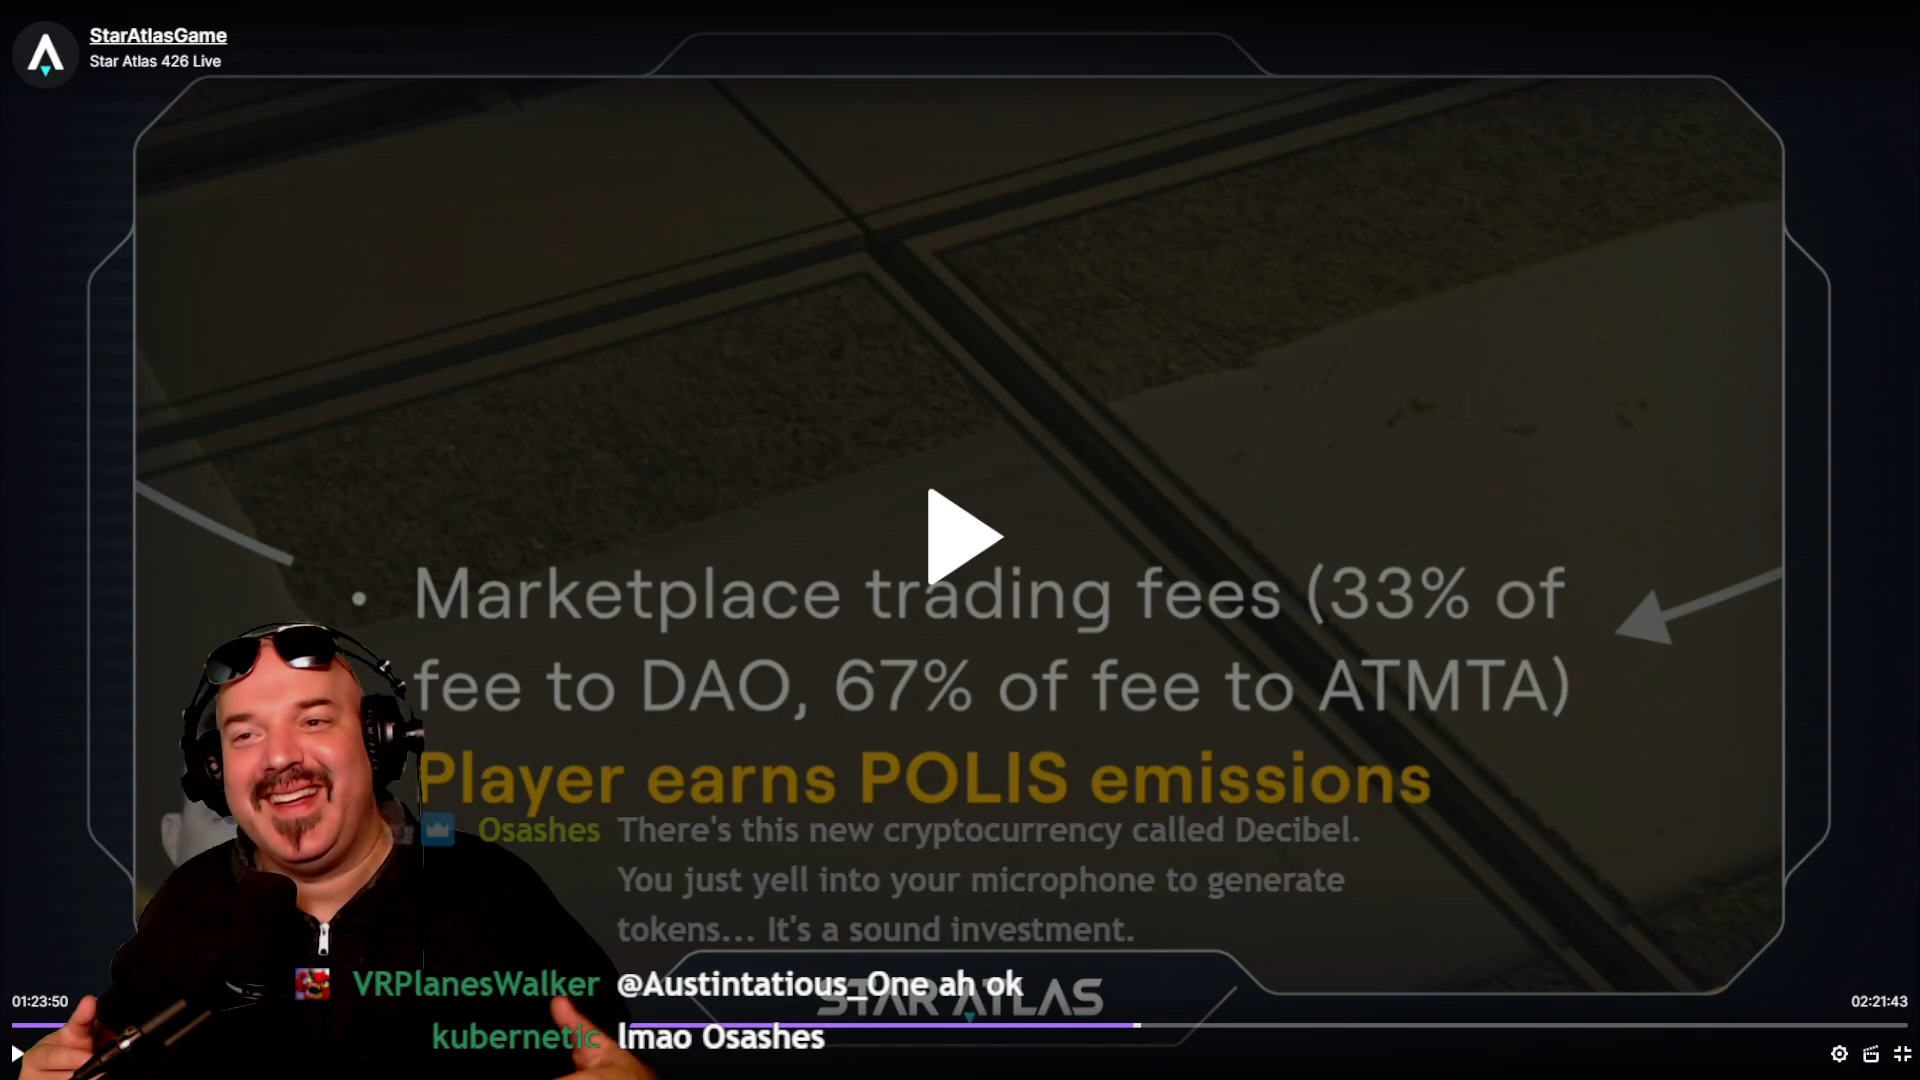 StarAtlasGame
Star Atlas 426 Live
• Marketplace trading fees (33% of
fee to DAO, 67% of fee to ATMTA)
Player earns POLIS emissions
Osashes There's this new cryptocurrency called Decibel.
You just yell into your microphone to generate
tokens... It's a sound investment.
VRPlanesWalker @Austintatious_One ah ok
STAR ATLAS
01:23:50
02:21:43
kubernetic lmao Osashes